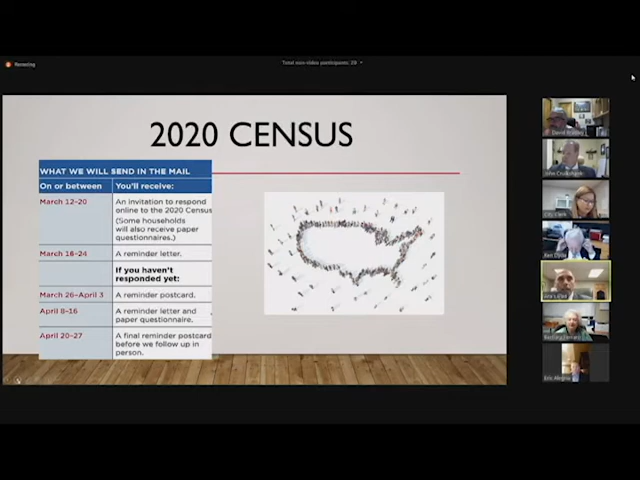 Total non-video participants: 28
2020 CENSUS
WHAT WE WILL SEND IN THE MAIL
On or between
You'll receive:
March 12-20
An invitation to respond
online to the 2020 Census
(Some households
will also receive paper
questionnaires.)
March 16-24
A reminder letter.
If you haven't
responded yet:
March 26-April 3
A reminder postcard.
April 8-16
A reminder letter and
paper questionnaire.
April 20-27
A final reminder postcard
before we follow up in
person.
City Clerk